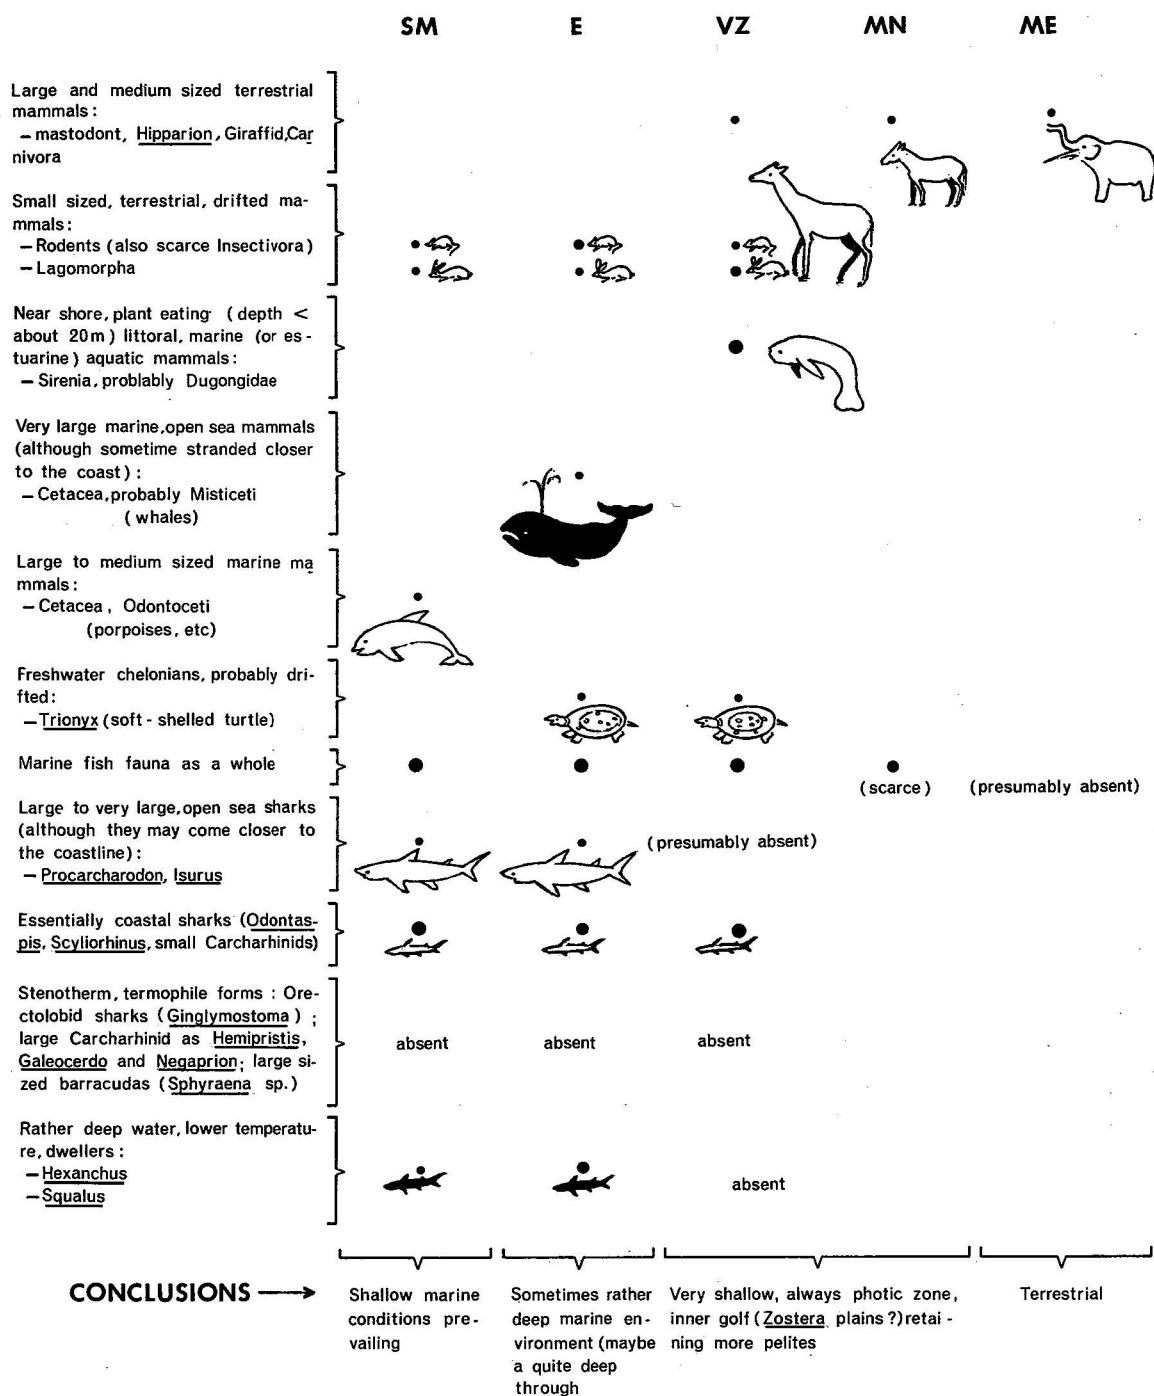 SM E VZ MN ME
Large and medium sized terrestrial
mammals :
– mastodont, Hipparion, Giraffid, Car
nivora
Small sized, terrestrial, drifted ma-
mmals :
– Rodents (also scarce Insectivora)
– Lagomorpha
Near shore, plant eating (depth <
about 20m) littoral, marine (or es-
tuarine) aquatic mammals :
– Sirenia, problably Dugongidae
Very large marine, open sea mammals
(although sometime stranded closer
to the coast) :
– Cetacea, probably Misticeti
(whales)
Large to medium sized marine ma
mmals :
– Cetacea, Odontoceti
(porpoises, etc)
Freshwater chelonians, probably dri-
fted :
– Trionyx (soft - shelled turtle)
Marine fish fauna as a whole
(scarce) (presumably absent)
Large to very large, open sea sharks
(although they may come closer to
the coastline) :
– Procarcharodon, Isurus
(presumably absent)
Essentially coastal sharks (Odontas-
pis, Scyliorhinus, small Carcharhinids)
Stenotherm, termophile forms : Ore-
ctolobid sharks (Ginglymostoma) ;
large Carcharhinid as Hemipristis,
Galeocerdo and Negaprion; large si-
zed barracudas (Sphyraena sp.)
absent absent absent
Rather deep water, lower temperatu-
re, dwellers :
– Hexanchus
– Squalus
absent
CONCLUSIONS →
Shallow marine
conditions pre-
vailing
Sometimes rather
deep marine en-
vironment (maybe
a quite deep
through
Very shallow, always photic zone,
inner golf (Zostera plains ?) retai-
ning more pelites
Terrestrial